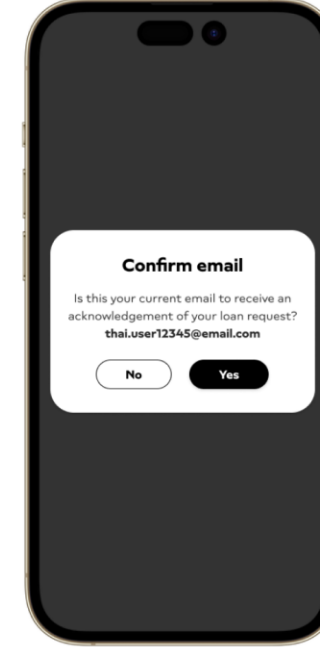 Confirm email
Is this your current email to receive an
acknowledgement of your loan request?
thai.user12345@email.com
No
Yes